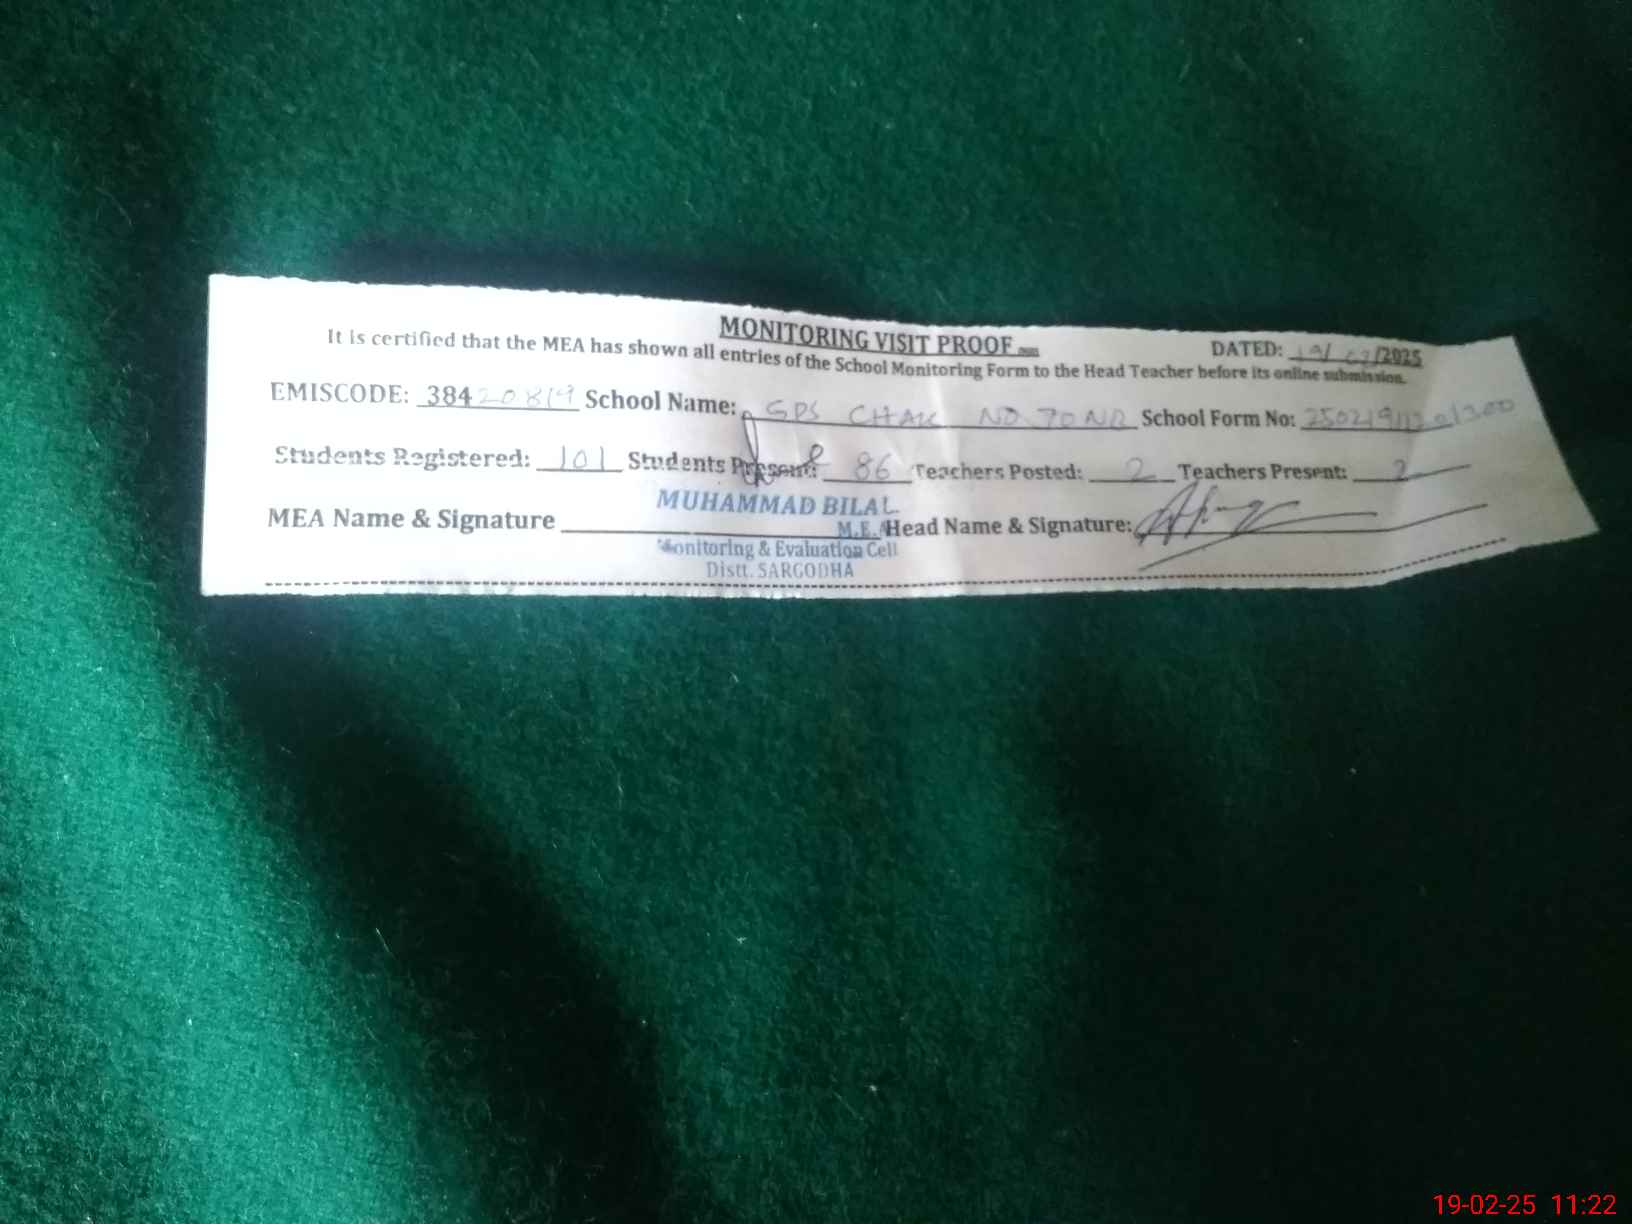 MONITORING VISIT PROOF
DATED: 19/02/2025
It is certified that the MEA has shown all entries of the School Monitoring Form to the Head Teacher before its online submission.
EMISCODE: 38420819 School Name: GPS CHAK NO 70 NB School Form No:
Students Registered: 101 Students Present: 86 Teachers Posted: 2 Teachers Present: 2
MUHAMMAD BILAL
MEA Name & Signature M.E.A Head Name & Signature:
Monitoring & Evaluation Cell
Distt. SARGODHA
19-02-25 11:22